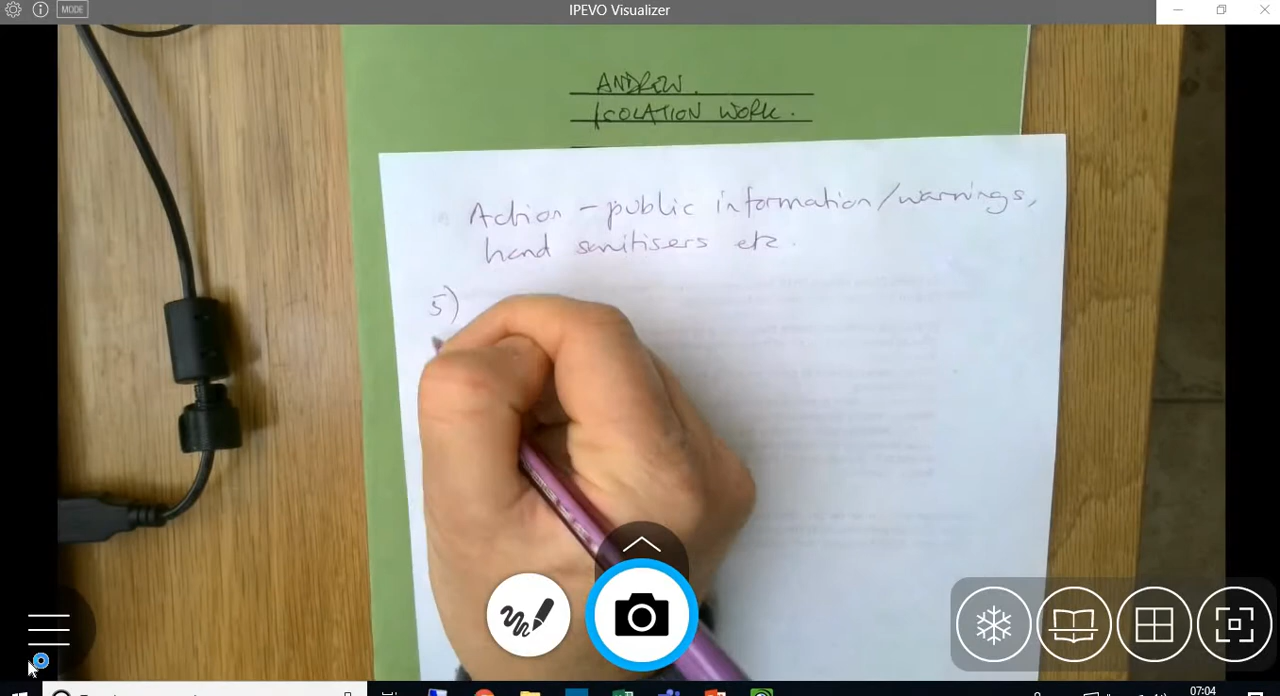 MODE
IPEVO Visualizer
ANDREW.
ISOLATION WORK.
Action - public information/warnings,
hand sanitisers etc.
5)
07:04